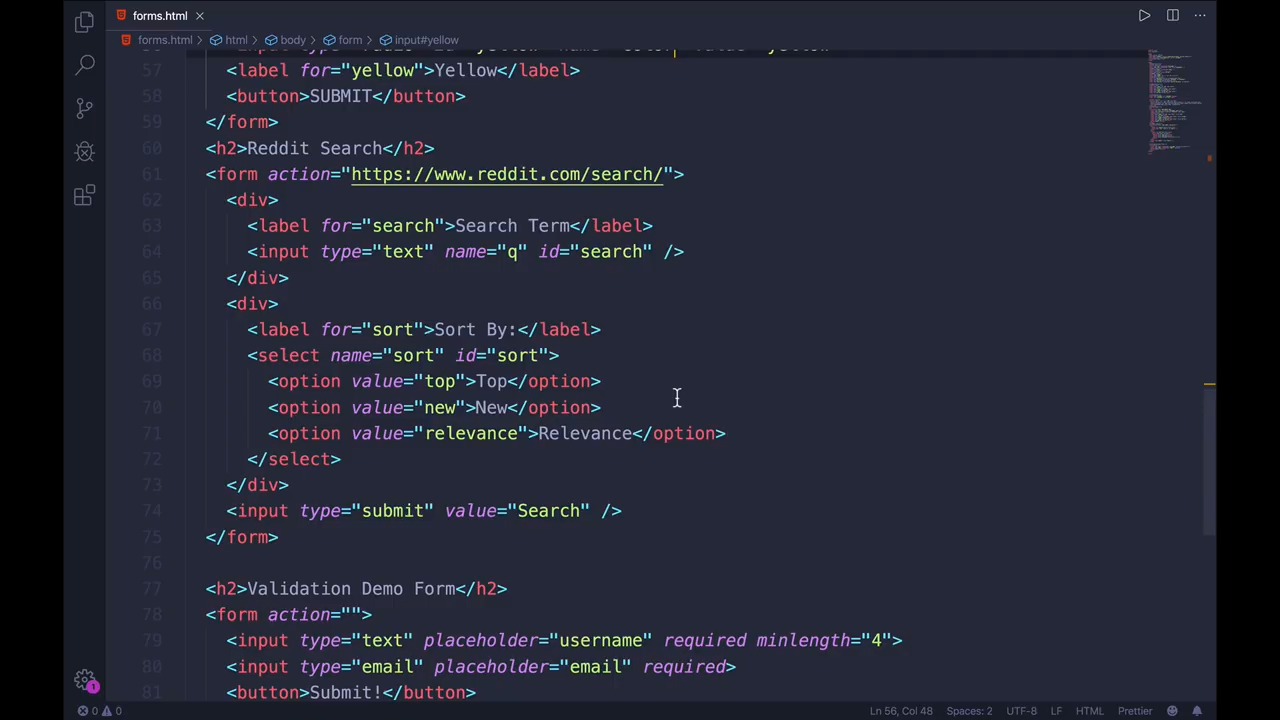 forms.html
forms.html > html > body > form > input#yellow
57 <label for="yellow">Yellow</label>
58 <button>SUBMIT</button>
59 </form>
60 <h2>Reddit Search</h2>
61 <form action="https://www.reddit.com/search/">
62 <div>
63 <label for="search">Search Term</label>
64 <input type="text" name="q" id="search" />
65 </div>
66 <div>
67 <label for="sort">Sort By:</label>
68 <select name="sort" id="sort">
69 <option value="top">Top</option>
70 <option value="new">New</option>
71 <option value="relevance">Relevance</option>
72 </select>
73 </div>
74 <input type="submit" value="Search" />
75 </form>
76
77 <h2>Validation Demo Form</h2>
78 <form action="">
79 <input type="text" placeholder="username" required minlength="4">
80 <input type="email" placeholder="email" required>
81 <button>Submit!</button>
1
0 0 Ln 56, Col 48 Spaces: 2 UTF-8 LF HTML Prettier